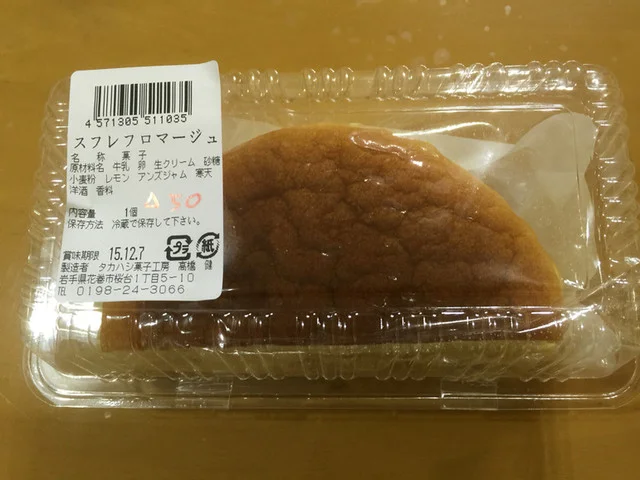 4 571305 511035
スフレフロマージュ
名 称 菓子
原材料名 牛乳 卵 生クリーム 砂糖
小麦粉 レモン アンズジャム 寒天
洋酒 香料
内容量 1個
保存方法 冷蔵で保存して下さい。
プラ 紙
賞味期限 15.12.7
製造者 タカハシ菓子工房 高橋 健
岩手県花巻市桜台1丁目5-10
TEL 0198-24-3066